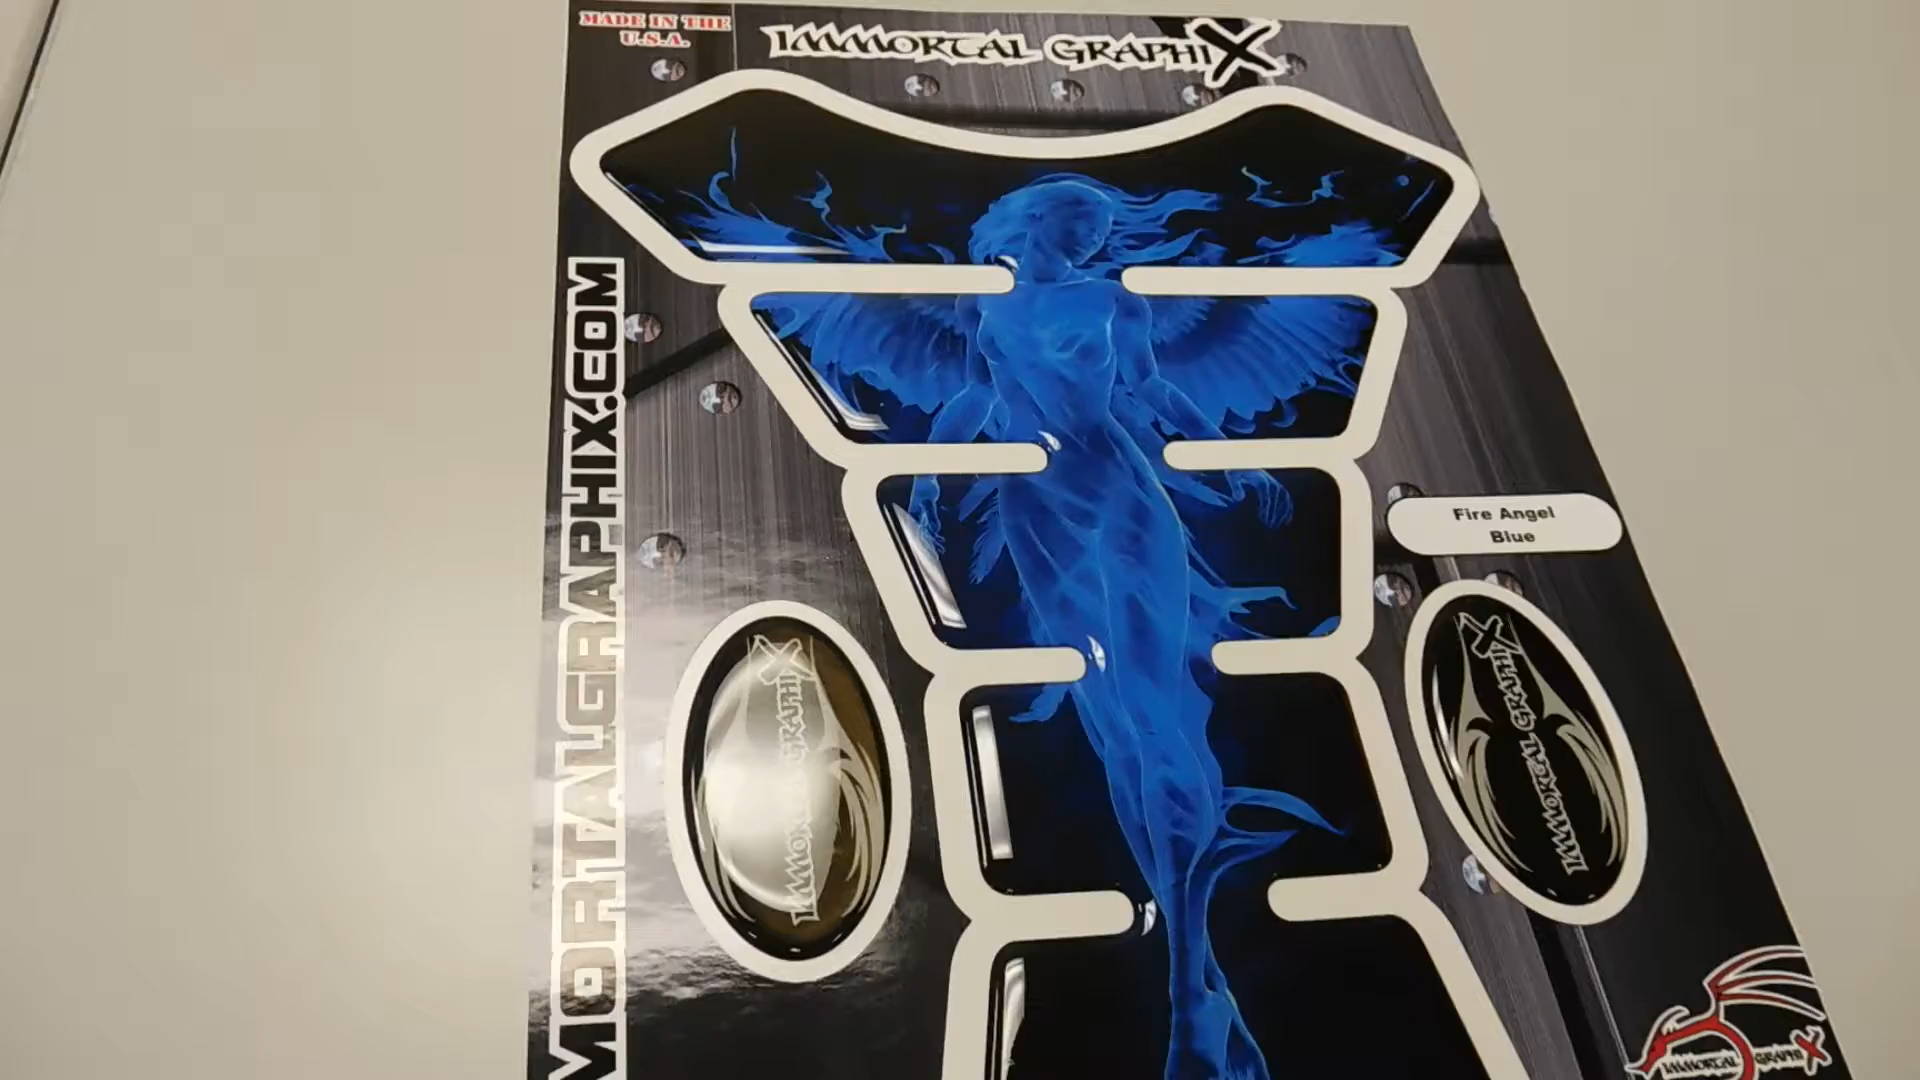 MADE IN THE
U.S.A.
IMMORTAL GRAPHIX
MORTALGRAPHIX.COM
Fire Angel
Blue
IMMORTAL GRAPHIX
IMMORTAL GRAPHIX
IMMORTAL GRAPHIX